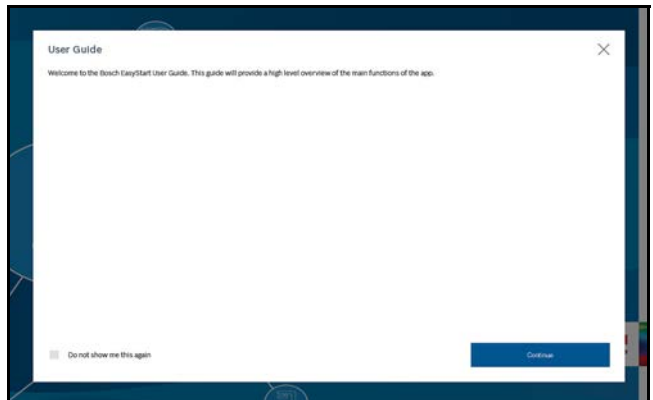 User Guide
Welcome to the Bosch EasyStart User Guide. This guide will provide a high level overview of the main functions of the app.
Do not show me this again
Continue